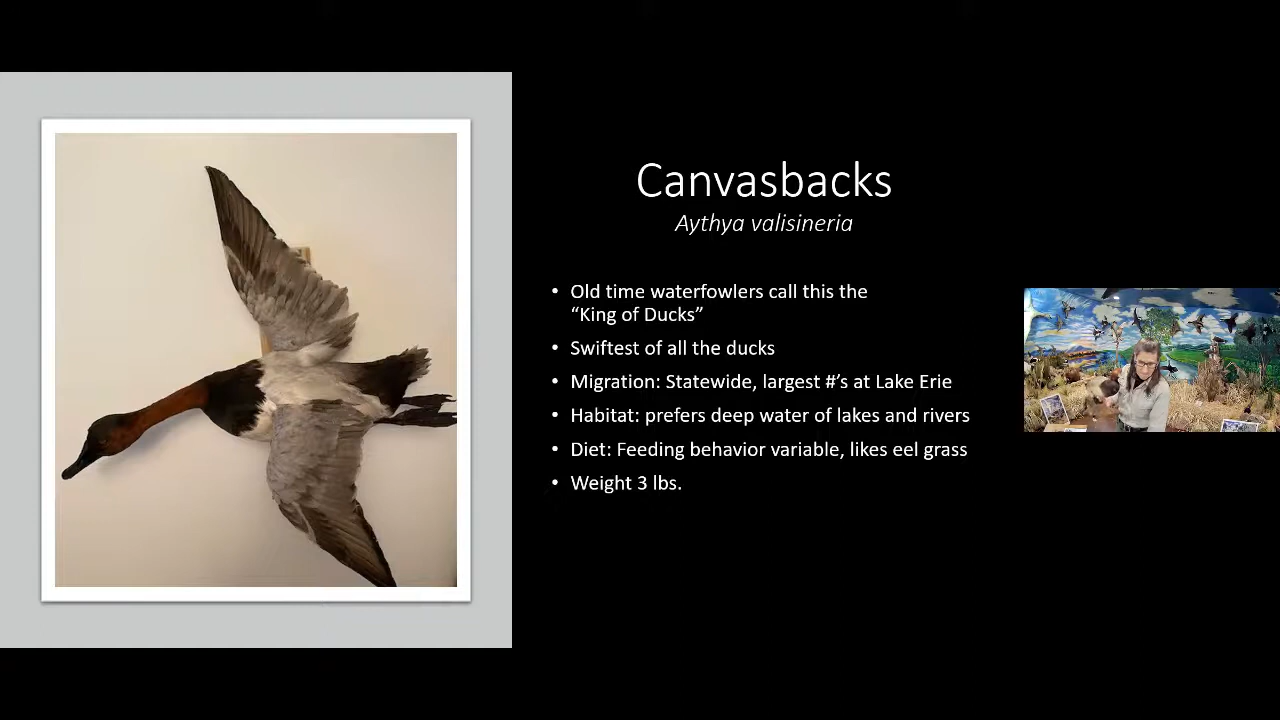 Canvasbacks
Aythya valisineria
• Old time waterfowlers call this the
“King of Ducks”
• Swiftest of all the ducks
• Migration: Statewide, largest #’s at Lake Erie
• Habitat: prefers deep water of lakes and rivers
• Diet: Feeding behavior variable, likes eel grass
• Weight 3 lbs.